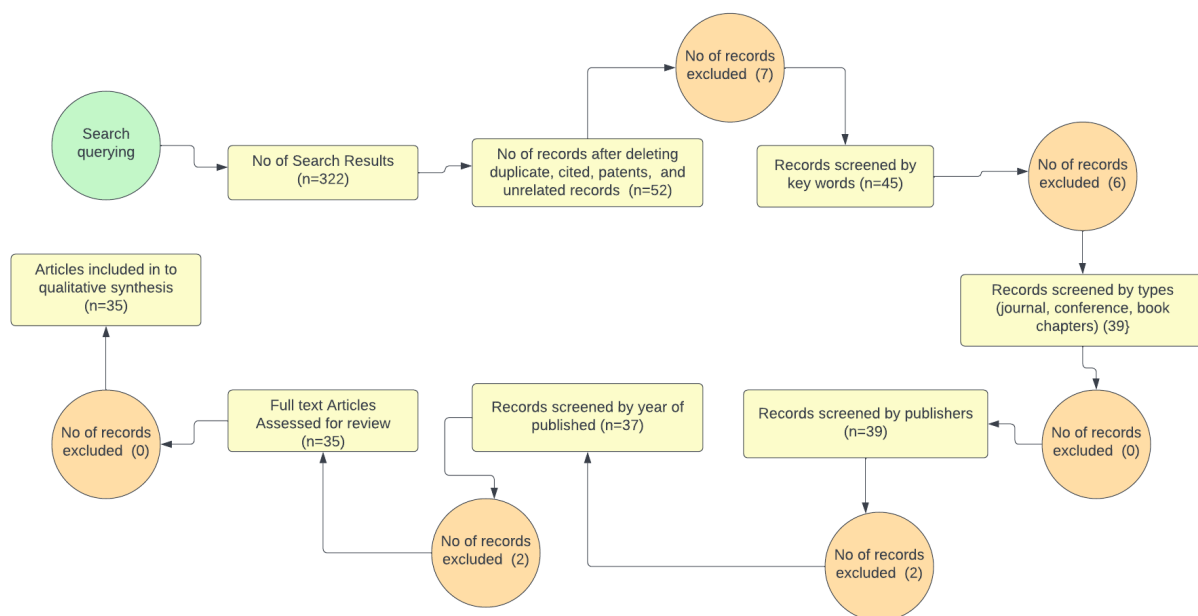 Search
querying
No of Search Results
(n=322)
No of records after deleting
duplicate, cited, patents, and
unrelated records (n=52)
No of records
excluded (7)
Records screened by
key words (n=45)
No of records
excluded (6)
Records screened by types
(journal, conference, book
chapters) (39}
No of records
excluded (0)
Records screened by publishers
(n=39)
No of records
excluded (2)
Records screened by year of
published (n=37)
No of records
excluded (2)
Full text Articles
Assessed for review
(n=35)
No of records
excluded (0)
Articles included in to
qualitative synthesis
(n=35)